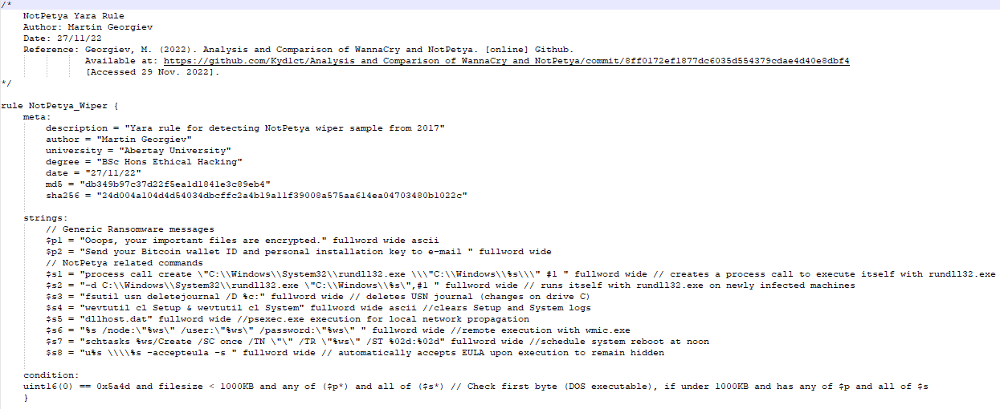 /*
NotPetya Yara Rule
Author: Martin Georgiev
Date: 27/11/22
Reference: Georgiev, M. (2022). Analysis and Comparison of WannaCry and NotPetya. [online] Github.
Available at: https://github.com/Kyd1ct/Analysis and Comparison of WannaCry and NotPetya/commit/8ff0172ef1877dc6035d554379cdae4d40e8dbf4
[Accessed 29 Nov. 2022].
*/
rule NotPetya_Wiper {
meta:
description = "Yara rule for detecting NotPetya wiper sample from 2017"
author = "Martin Georgiev"
university = "Abertay University"
degree = "BSc Hons Ethical Hacking"
date = "27/11/22"
md5 = "db349b97c37d22f5ea1d1841e3c89eb4"
sha256 = "24d004a104d4d54034dbcffc2a4b19a11f39008a575aa614ea04703480b1022c"
strings:
// Generic Ransomware messages
$p1 = "Ooops, your important files are encrypted." fullword wide ascii
$p2 = "Send your Bitcoin wallet ID and personal installation key to e-mail " fullword wide
// NotPetya related commands
$s1 = "process call create \"C:\\Windows\\System32\\rundll32.exe \\\"C:\\Windows\\%s\\\" #1 " fullword wide // creates a process call to execute itself with rundll32.exe
$s2 = "-d C:\\Windows\\System32\\rundll32.exe \"C:\\Windows\\%s\",#1 " fullword wide // runs itself with rundll32.exe on newly infected machines
$s3 = "fsutil usn deletejournal /D %c:" fullword wide // deletes USN journal (changes on drive C)
$s4 = "wevtutil cl Setup & wevtutil cl System" fullword wide ascii //clears Setup and System logs
$s5 = "dllhost.dat" fullword wide //psexec.exe execution for local network propagation
$s6 = "%s /node:\"%ws\" /user:\"%ws\" /password:\"%ws\" " fullword wide //remote execution with wmic.exe
$s7 = "schtasks %ws/Create /SC once /TN \"\" /TR \"%ws\" /ST %02d:%02d" fullword wide //schedule system reboot at noon
$s8 = "u%s \\\\%s -accepteula -s " fullword wide // automatically accepts EULA upon execution to remain hidden
condition:
uint16(0) == 0x5a4d and filesize < 1000KB and any of ($p*) and all of ($s*) // Check first byte (DOS executable), if under 1000KB and has any of $p and all of $s
}